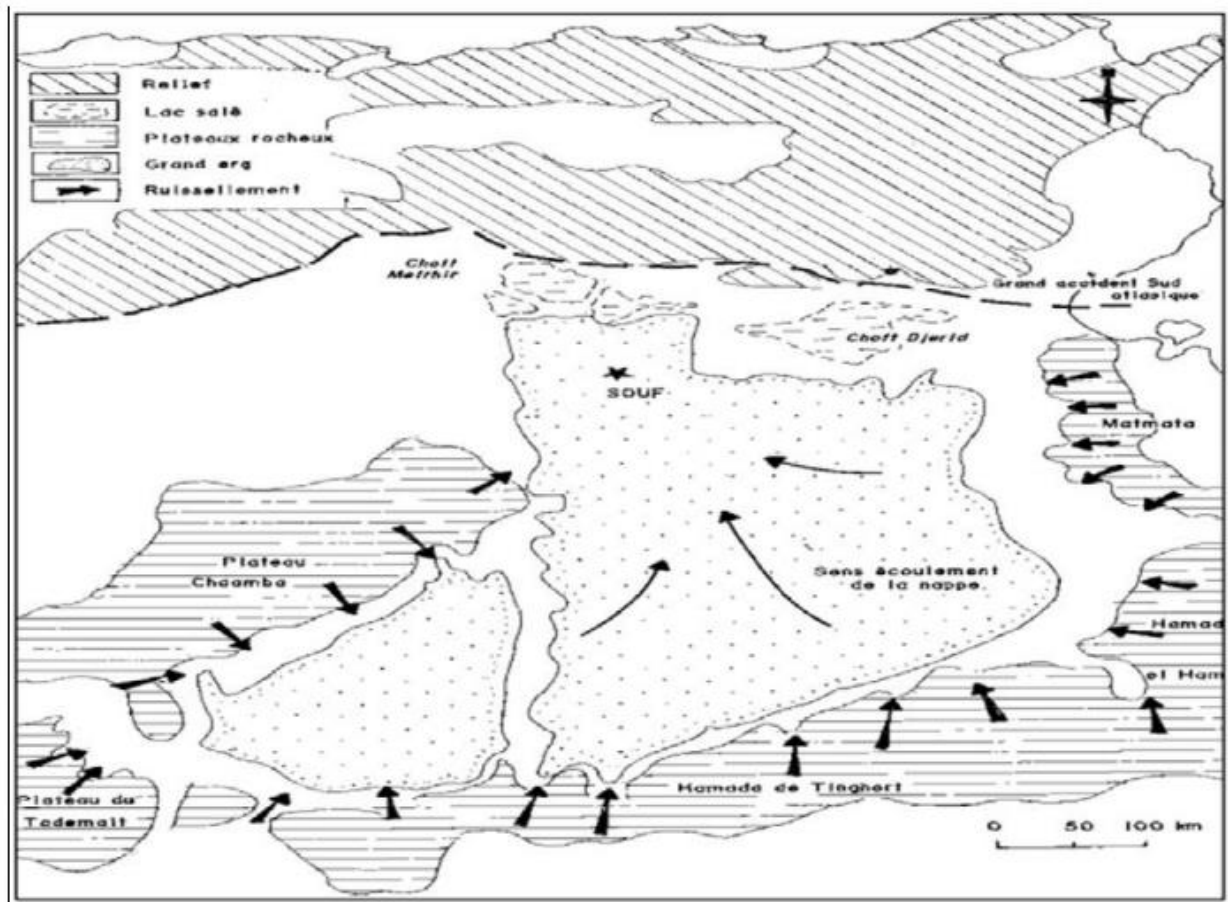 Relief
Lac salé
Plateaux rocheux
Grand erg
Ruissellement
Chott
Melrhir
Grand accident Sud
atlasique
Chott Djerid
SOUF
Matmata
Plateau
Chaamba
Sens écoulement
de la nappe
Hamad
el Ham
Hamada de Tinghert
Plateau du
Tademait
0 50 100 km